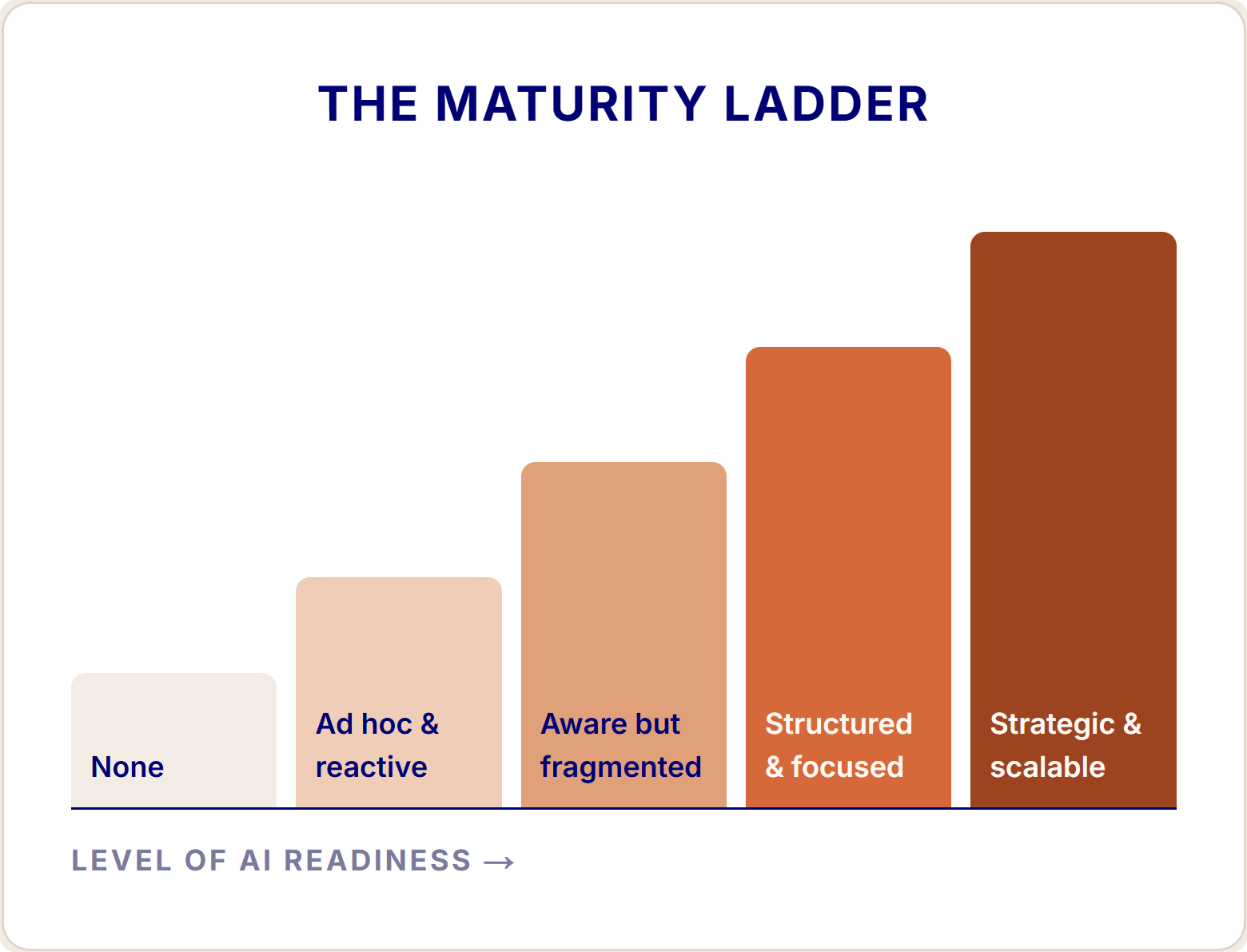 THE MATURITY LADDER
None
Ad hoc &
reactive
Aware but
fragmented
Structured
& focused
Strategic &
scalable
LEVEL OF AI READINESS →